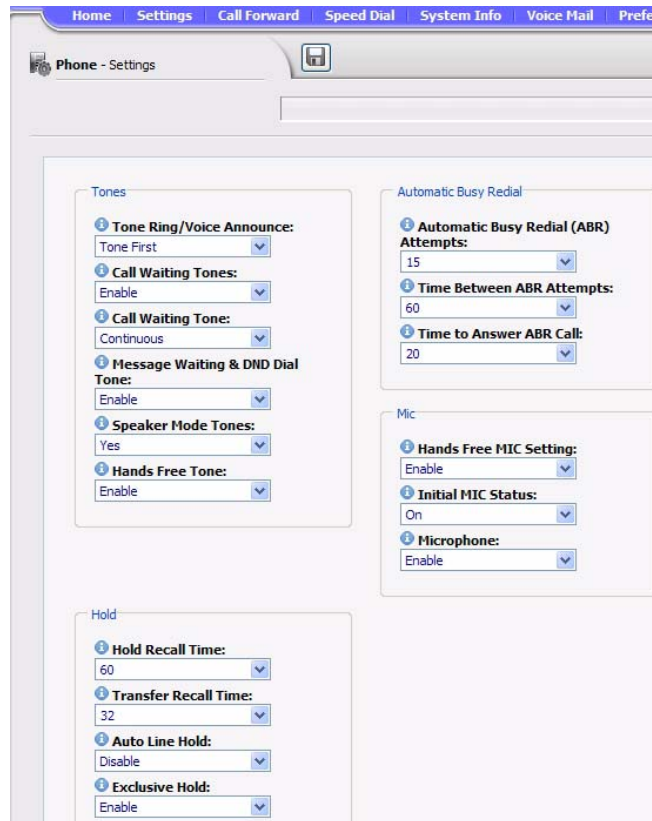 Home Settings Call Forward Speed Dial System Info Voice Mail Prefe
Phone - Settings
Tones
Tone Ring/Voice Announce:
Tone First
Call Waiting Tones:
Enable
Call Waiting Tone:
Continuous
Message Waiting & DND Dial
Tone:
Enable
Speaker Mode Tones:
Yes
Hands Free Tone:
Enable
Automatic Busy Redial
Automatic Busy Redial (ABR)
Attempts:
15
Time Between ABR Attempts:
60
Time to Answer ABR Call:
20
Mic
Hands Free MIC Setting:
Enable
Initial MIC Status:
On
Microphone:
Enable
Hold
Hold Recall Time:
60
Transfer Recall Time:
32
Auto Line Hold:
Disable
Exclusive Hold:
Enable